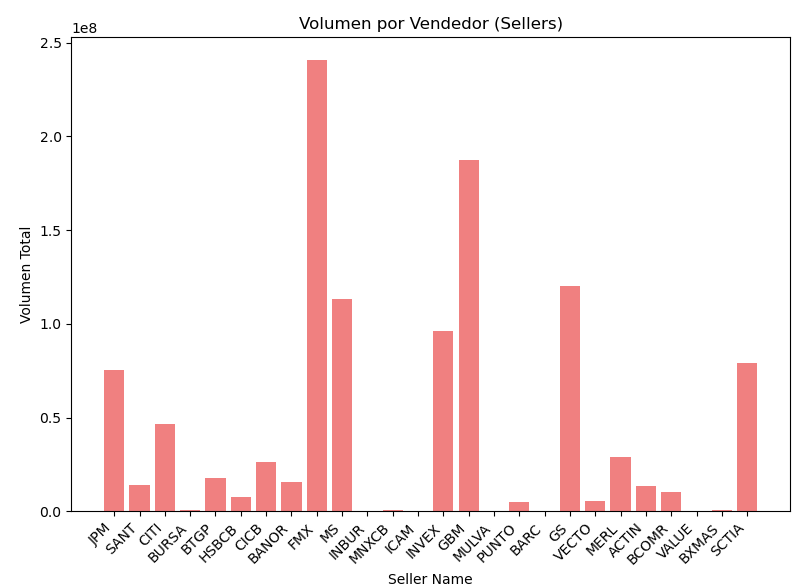 Volumen por Vendedor (Sellers)
1e8
2.5
2.0
1.5
1.0
0.5
0.0
Volumen Total
JPM
SANT
CITI
BURSA
BTGP
HSBCB
CICB
BANOR
FMX
MS
INBUR
MNXCB
ICAM
INVEX
GBM
MULVA
PUNTO
BARC
GS
VECTO
MERL
ACTIN
BCOMR
VALUE
BXMAS
SCTIA
Seller Name